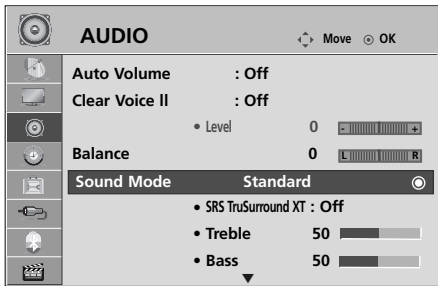 AUDIO Move OK
Auto Volume : Off
Clear Voice ll : Off
• Level 0 - +
Balance 0 L R
Sound Mode Standard
• SRS TruSurround XT : Off
• Treble 50
• Bass 50